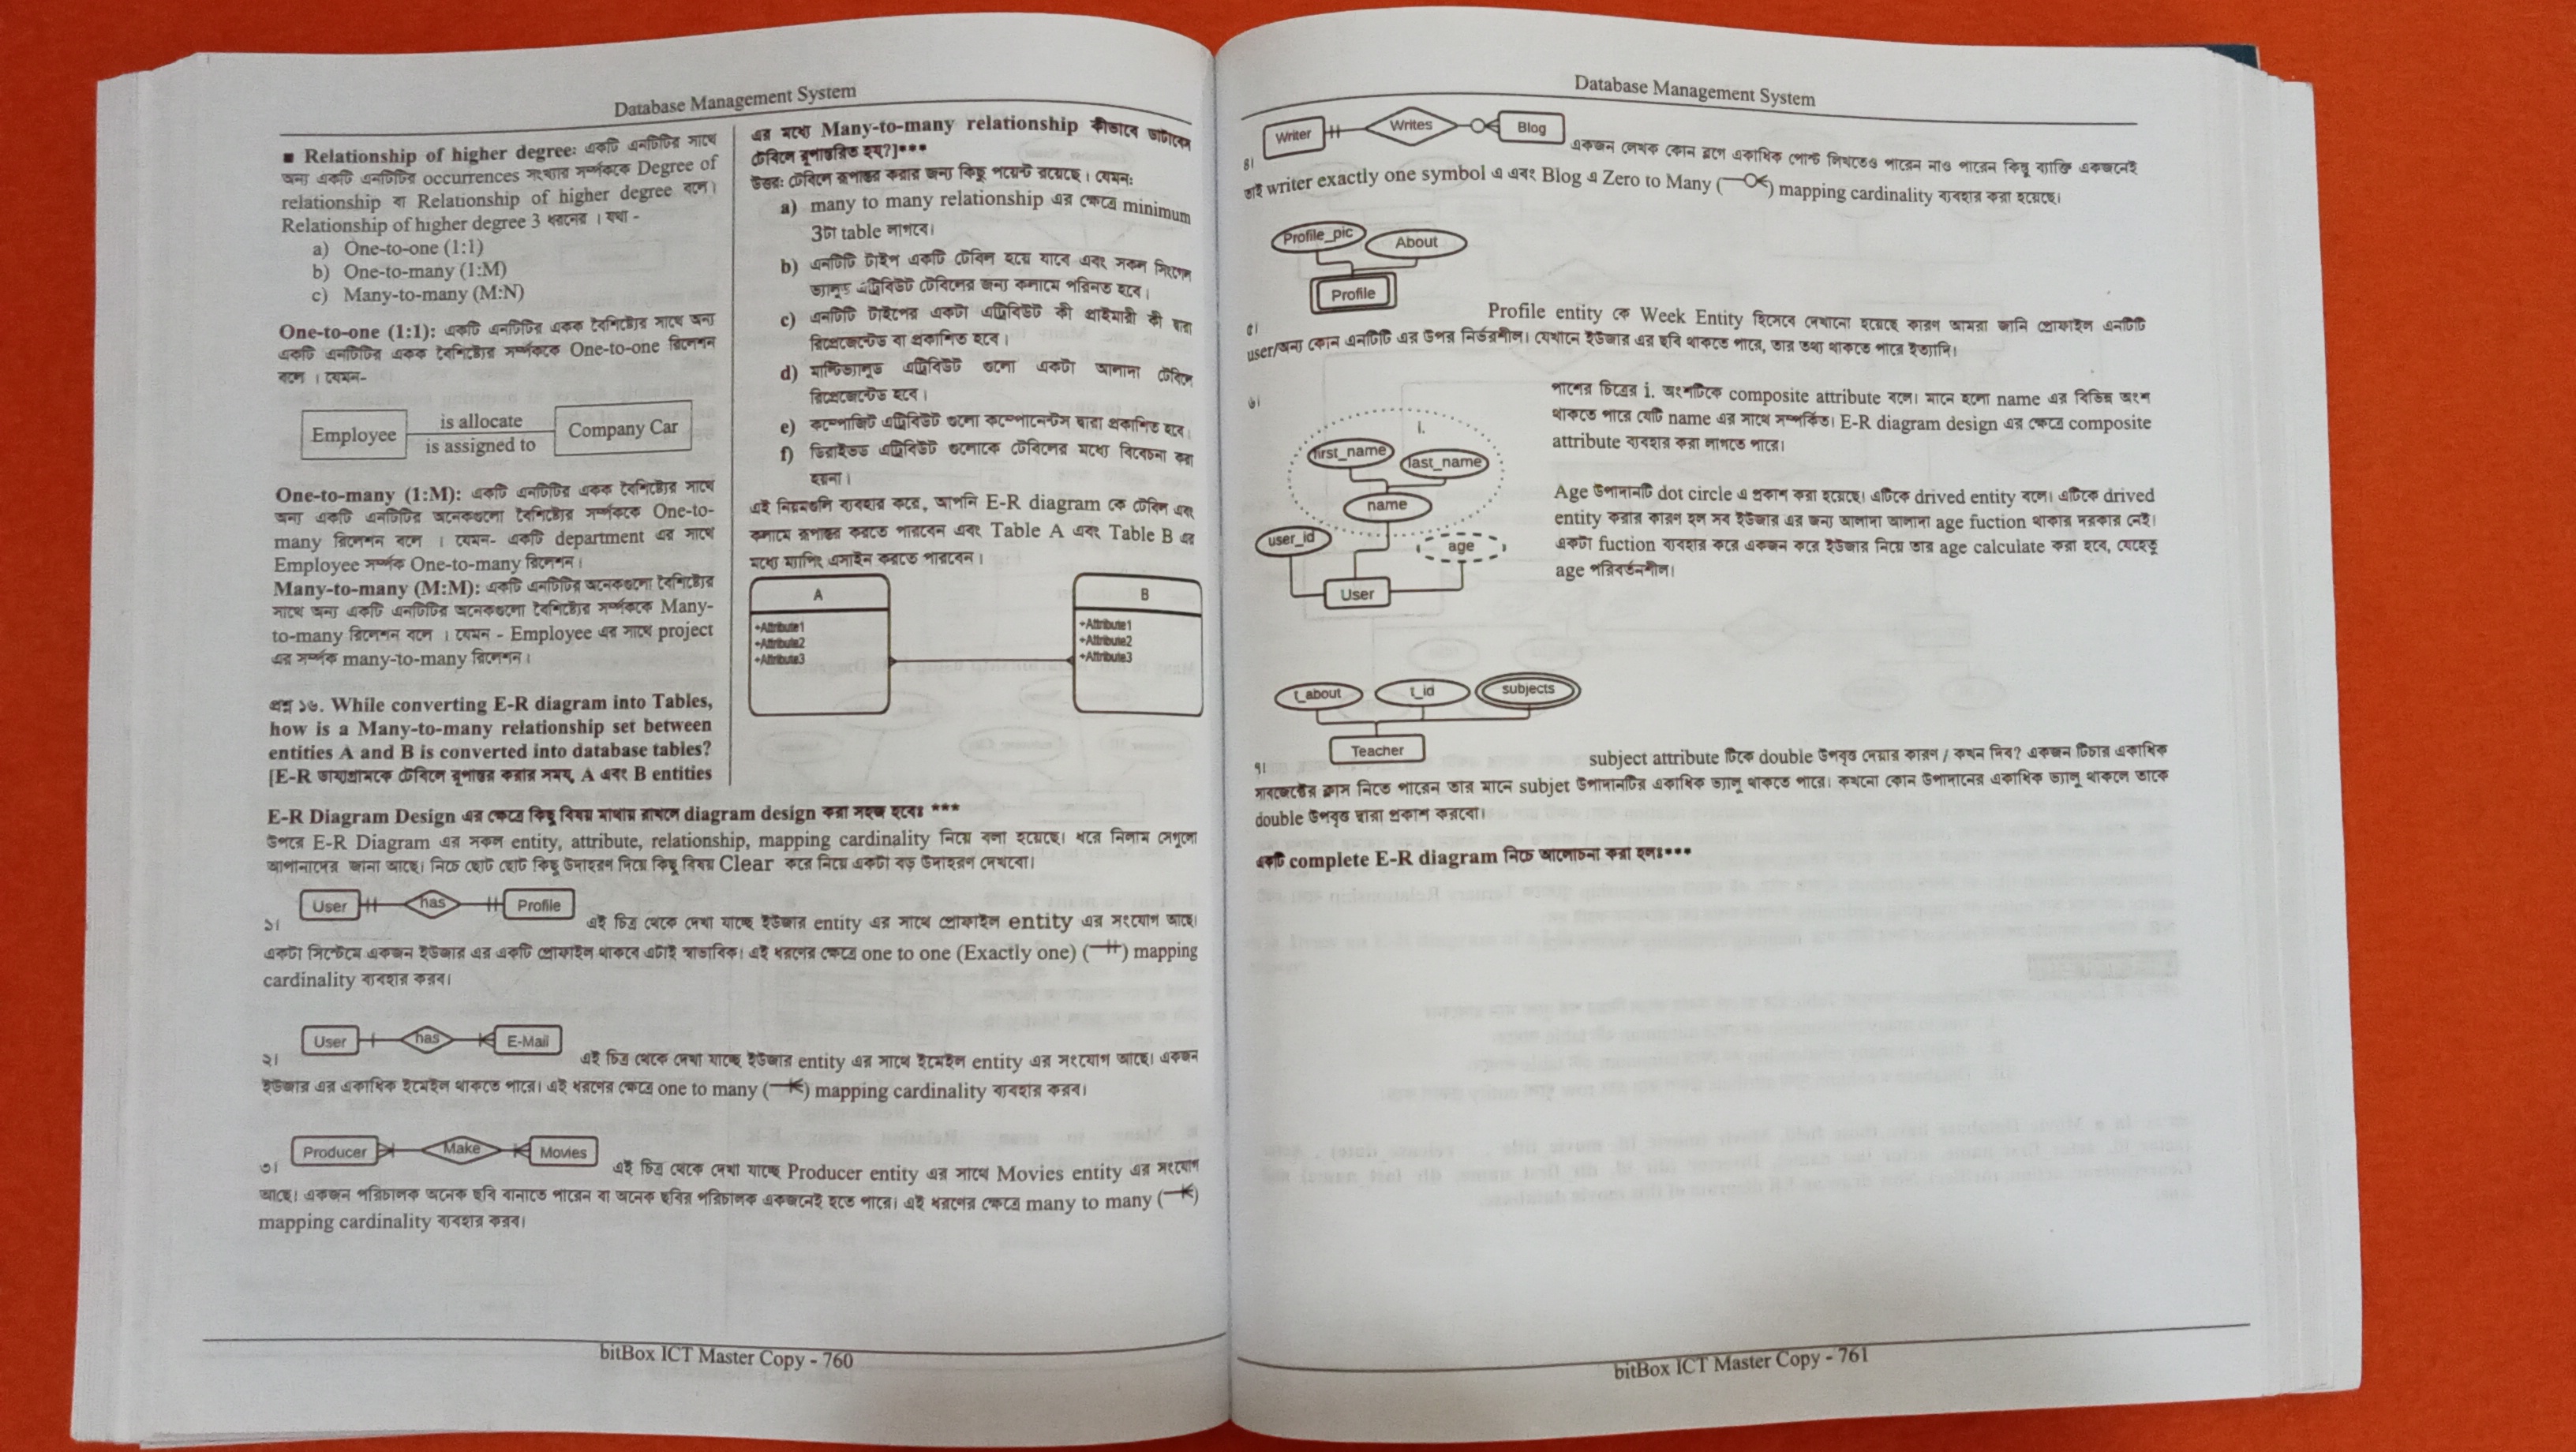 Database Management System
■ Relationship of higher degree: একটি এনটিটির সাথে
অন্য একটি এনটিটির occurrences সংখ্যার সর্ম্পককে Degree of
relationship বা Relationship of higher degree বলে।
Relationship of higher degree 3 ধরনের । যথা -
a) One-to-one (1:1)
b) One-to-many (1:M)
c) Many-to-many (M:N)
One-to-one (1:1): একটি এনটিটির একক বৈশিষ্ট্যের সাথে অন্য
একটি এনটিটির একক বৈশিষ্ট্যের সর্ম্পককে One-to-one রিলেশন
বলে । যেমন-
Employee
is allocate
is assigned to
Company Car
One-to-many (1:M): একটি এনটিটির একক বৈশিষ্ট্যের সাথে
অন্য একটি এনটিটির অনেকগুলো বৈশিষ্ট্যের সর্ম্পককে One-to-
many রিলেশন বলে । যেমন- একটি department এর সাথে
Employee সর্ম্পক One-to-many রিলেশন।
Many-to-many (M:M): একটি এনটিটির অনেকগুলো বৈশিষ্ট্যের
সাথে অন্য একটি এনটিটির অনেকগুলো বৈশিষ্ট্যের সর্ম্পককে Many-
to-many রিলেশন বলে । যেমন - Employee এর সাথে project
এর সর্ম্পক many-to-many রিলেশন।
প্রশ্ন ১৬. While converting E-R diagram into Tables,
how is a Many-to-many relationship set between
entities A and B is converted into database tables?
[E-R ডায়াগ্রামকে টেবিলে রূপান্তর করার সময়, A এবং B entities
এর মধ্যে Many-to-many relationship কীভাবে ডাটাবেস
টেবিলে রূপান্তরিত হয়?]***
উত্তর: টেবিলে রূপান্তর করার জন্য কিছু পয়েন্ট রয়েছে। যেমন:
a) many to many relationship এর ক্ষেত্রে minimum
3টা table লাগবে।
b) এনটিটি টাইপ একটি টেবিল হয়ে যাবে এবং সকল সিংগেল
ভ্যালুড এট্রিবিউট টেবিলের জন্য কলামে পরিনত হবে।
c) এনটিটি টাইপের একটা এট্রিবিউট কী প্রাইমারী কী দ্বারা
রিপ্রেজেন্টেড বা প্রকাশিত হবে।
d) মাল্টিভ্যালুড এট্রিবিউট গুলো একটা আলাদা টেবিলে
রিপ্রেজেন্টেড হবে।
e) কম্পোজিট এট্রিবিউট গুলো কম্পোনেন্টস দ্বারা প্রকাশিত হবে।
f) ডিরাইভড এট্রিবিউট গুলোকে টেবিলের মধ্যে বিবেচনা করা
হয়না।
এই নিয়মগুলি ব্যবহার করে, আপনি E-R diagram কে টেবিল এবং
কলামে রূপান্তর করতে পারবেন এবং Table A এবং Table B এর
মধ্যে ম্যাপিং এসাইন করতে পারবেন।
A
+Attribute1
+Attribute2
+Attribute3
B
+Attribute1
+Attribute2
+Attribute3
E-R Diagram Design এর ক্ষেত্রে কিছু বিষয় মাথায় রাখলে diagram design করা সহজ হবেঃ ***
উপরে E-R Diagram এর সকল entity, attribute, relationship, mapping cardinality নিয়ে বলা হয়েছে। ধরে নিলাম সেগুলো
আপানাদের জানা আছে। নিচে ছোট ছোট কিছু উদাহরণ দিয়ে কিছু বিষয় Clear করে নিয়ে একটা বড় উদাহরণ দেখবো।
User has Profile
১। এই চিত্র থেকে দেখা যাচ্ছে ইউজার entity এর সাথে প্রোফাইল entity এর সংযোগ আছে।
একটা সিস্টেমে একজন ইউজার এর একটি প্রোফাইল থাকবে এটাই স্বাভাবিক। এই ধরণের ক্ষেত্রে one to one (Exactly one) ( ) mapping
cardinality ব্যবহার করব।
User has E-Mail
২। এই চিত্র থেকে দেখা যাচ্ছে ইউজার entity এর সাথে ইমেইল entity এর সংযোগ আছে। একজন
ইউজার এর একাধিক ইমেইল থাকতে পারে। এই ধরণের ক্ষেত্রে one to many ( ) mapping cardinality ব্যবহার করব।
Producer Make Movies
৩। এই চিত্র থেকে দেখা যাচ্ছে Producer entity এর সাথে Movies entity এর সংযোগ
আছে। একজন পরিচালক অনেক ছবি বানাতে পারেন বা অনেক ছবির পরিচালক একজনেই হতে পারে। এই ধরণের ক্ষেত্রে many to many ( )
mapping cardinality ব্যবহার করব।
bitBox ICT Master Copy - 760
Database Management System
Writer Writes Blog
৪। একজন লেখক কোন ব্লগে একাধিক পোস্ট লিখতেও পারেন নাও পারেন কিন্তু ব্যাক্তি একজনেই
তাই writer exactly one symbol এ এবং Blog এ Zero to Many ( ) mapping cardinality ব্যবহার করা হয়েছে।
Profile_pic About
Profile
৫। Profile entity কে Week Entity হিসেবে দেখানো হয়েছে কারণ আমরা জানি প্রোফাইল এনটিটি
user/অন্য কোন এনটিটি এর উপর নির্ভরশীল। যেখানে ইউজার এর ছবি থাকতে পারে, তার তথ্য থাকতে পারে ইত্যাদি।
৬।
i.
first_name
last_name
name
user_id
age
User
পাশের চিত্রের i. অংশটিকে composite attribute বলে। মানে হলো name এর বিভিন্ন অংশ
থাকতে পারে যেটি name এর সাথে সম্পর্কিত। E-R diagram design এর ক্ষেত্রে composite
attribute ব্যবহার করা লাগতে পারে।
Age উপাদানটি dot circle এ প্রকাশ করা হয়েছে। এটিকে drived entity বলে। এটিকে drived
entity করার কারণ হল সব ইউজার এর জন্য আলাদা আলাদা age fuction থাকার দরকার নেই।
একটা fuction ব্যবহার করে একজন করে ইউজার নিয়ে তার age calculate করা হবে, যেহেতু
age পরিবর্তনশীল।
t_about t_id subjects
Teacher
৭। subject attribute টিকে double উপবৃত্ত দেয়ার কারণ / কখন দিব? একজন টিচার একাধিক
সাবজেক্টের ক্লাস নিতে পারেন তার মানে subjet উপাদানটির একাধিক ভ্যালু থাকতে পারে। কখনো কোন উপাদানের একাধিক ভ্যালু থাকলে তাকে
double উপবৃত্ত দ্বারা প্রকাশ করবো।
একটি complete E-R diagram নিচে আলোচনা করা হলঃ***
bitBox ICT Master Copy - 761